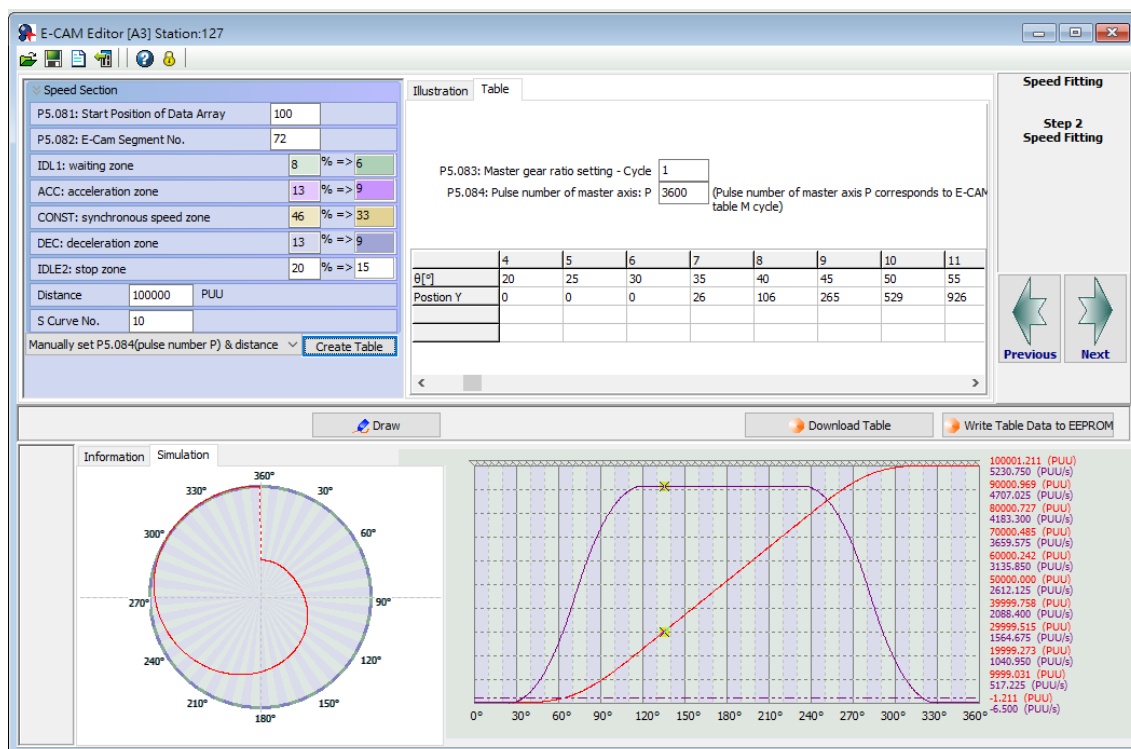 E-CAM Editor [A3] Station:127
Speed Section
P5.081: Start Position of Data Array 100
P5.082: E-Cam Segment No. 72
IDL1: waiting zone 8 % => 6
ACC: acceleration zone 13 % => 9
CONST: synchronous speed zone 46 % => 33
DEC: deceleration zone 13 % => 9
IDLE2: stop zone 20 % => 15
Distance 100000 PUU
S Curve No. 10
Manually set P5.084(pulse number P) & distance Create Table
Illustration Table
P5.083: Master gear ratio setting - Cycle 1
P5.084: Pulse number of master axis: P 3600 (Pulse number of master axis P corresponds to E-CAM
table M cycle)
4 5 6 7 8 9 10 11
θ[°] 20 25 30 35 40 45 50 55
Postion Y 0 0 0 26 106 265 529 926
Speed Fitting
Step 2
Speed Fitting
Previous Next
Draw Download Table Write Table Data to EEPROM
Information Simulation
360°
330° 30°
300° 60°
270° 90°
240° 120°
210° 150°
180°
100001.211 (PUU)
5230.750 (PUU/s)
90000.969 (PUU)
4707.025 (PUU/s)
80000.727 (PUU)
4183.300 (PUU/s)
70000.485 (PUU)
3659.575 (PUU/s)
60000.242 (PUU)
3135.850 (PUU/s)
50000.000 (PUU)
2612.125 (PUU/s)
39999.758 (PUU)
2088.400 (PUU/s)
29999.515 (PUU)
1564.675 (PUU/s)
19999.273 (PUU)
1040.950 (PUU/s)
9999.031 (PUU)
517.225 (PUU/s)
-1.211 (PUU)
-6.500 (PUU/s)
0° 30° 60° 90° 120° 150° 180° 210° 240° 270° 300° 330° 360°